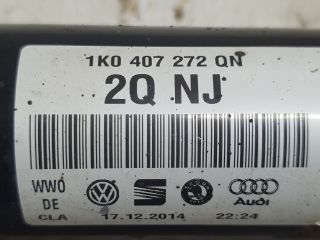 1K0 407 272 QN
2Q NJ
WWO
DE
Audi
CLA 17.12.2014 22:24